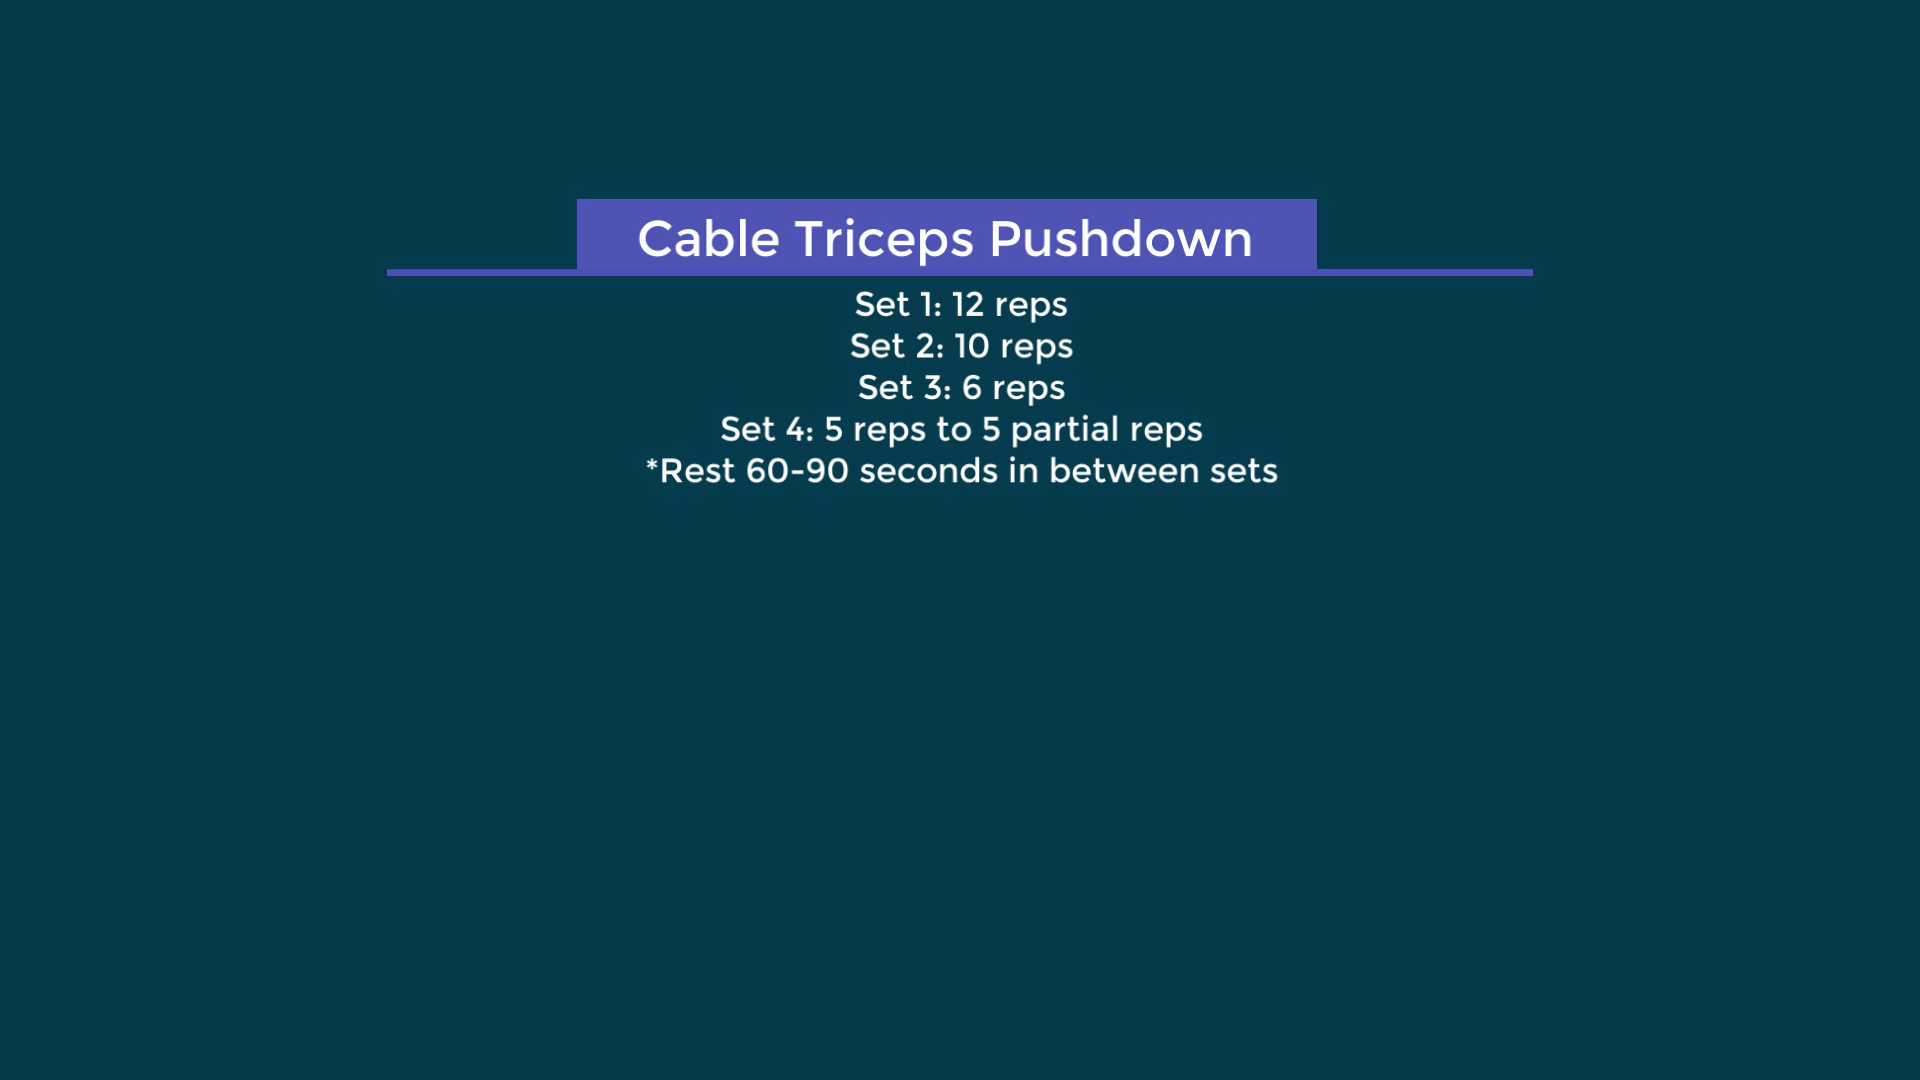 Cable Triceps Pushdown
Set 1: 12 reps
Set 2: 10 reps
Set 3: 6 reps
Set 4: 5 reps to 5 partial reps
*Rest 60-90 seconds in between sets